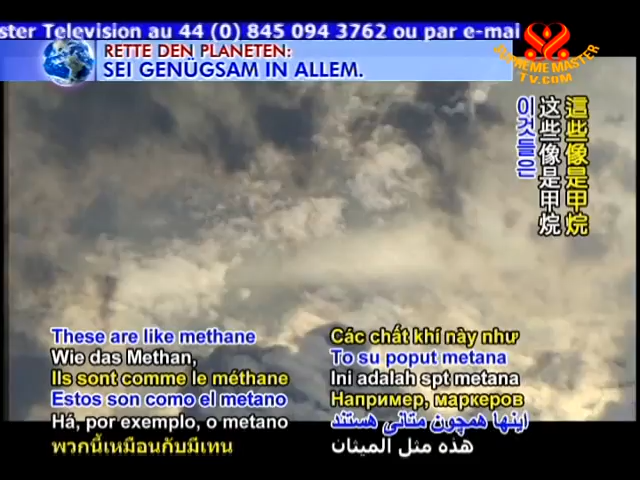 ster Television au 44 (0) 845 094 3762 ou par e-mai
RETTE DEN PLANETEN:
SEI GENÜGSAM IN ALLEM.
SUPREME MASTER
TV.COM
這些像是甲烷
这些像是甲烷
이것들은
These are like methane
Wie das Methan,
Ils sont comme le méthane
Estos son como el metano
Há, por exemplo, o metano
พวกนี้เหมือนกับมีเทน
Các chất khí này như
To su poput metana
Ini adalah spt metana
Например, маркеров
اینها همچون متانی هستند
هذه مثل الميثان